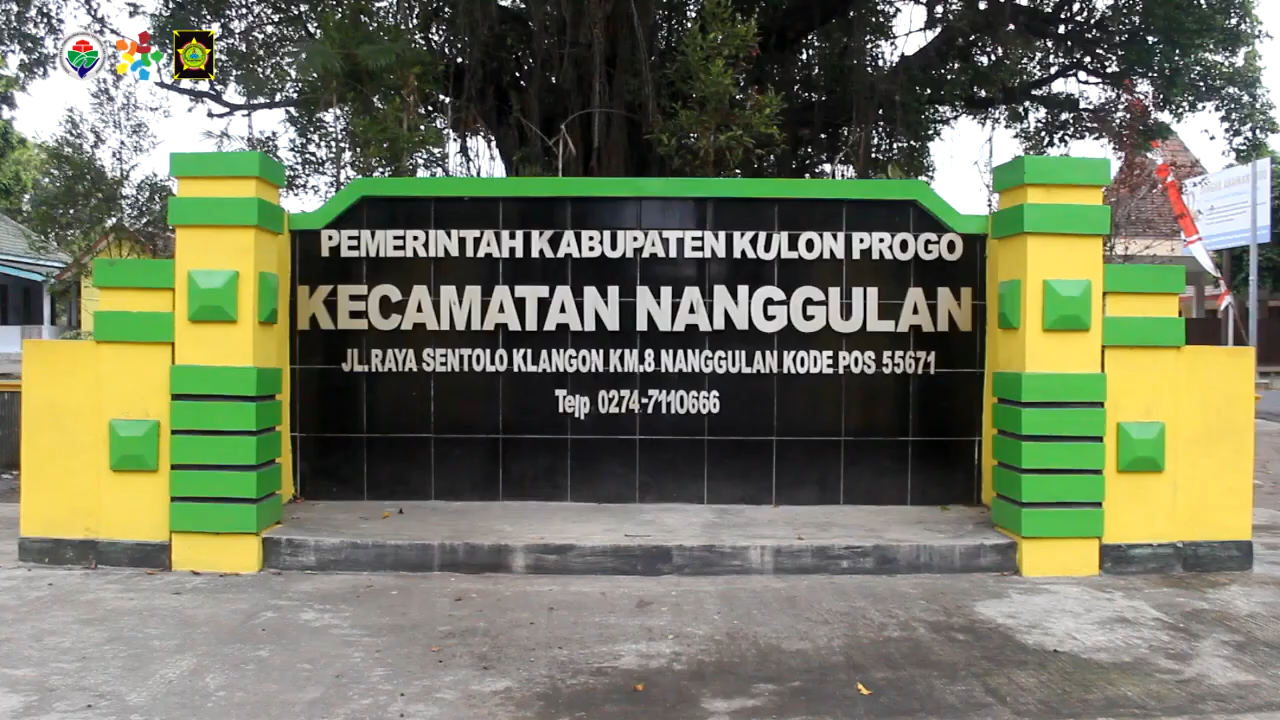 PEMERINTAH KABUPATEN KULON PROGO
KECAMATAN NANGGULAN
JL.RAYA SENTOLO KLANGON KM.8 NANGGULAN KODE POS 55671
Telp 0274-7110666